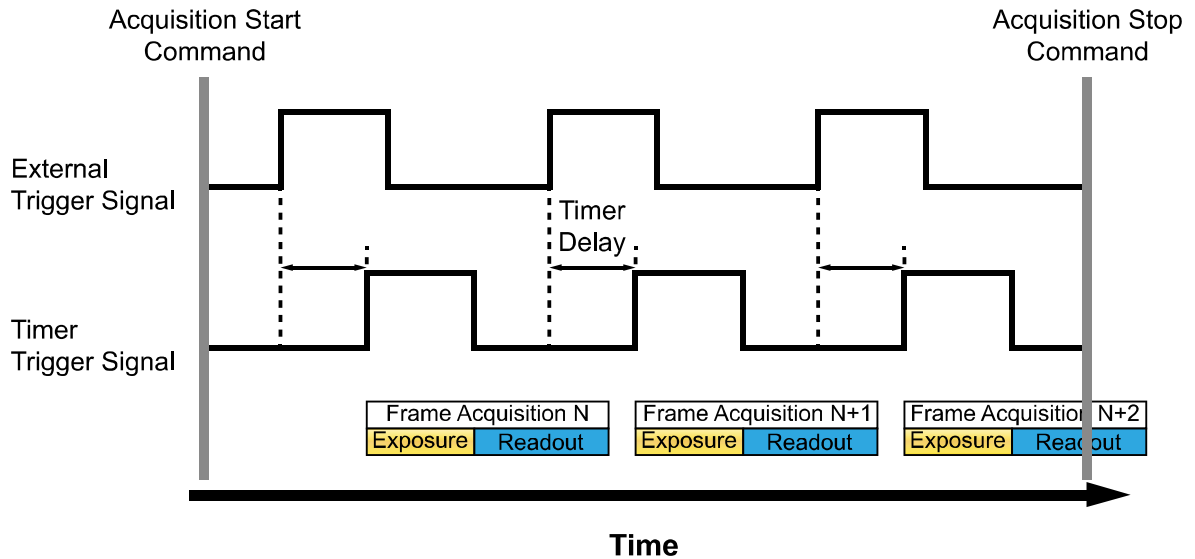 Acquisition Start
Command
Acquisition Stop
Command
External
Trigger Signal
Timer
Delay
Timer
Trigger Signal
Frame Acquisition N
Frame Acquisition N+1
Frame Acquisition N+2
Exposure
Readout
Exposure
Readout
Exposure
Readout
Time